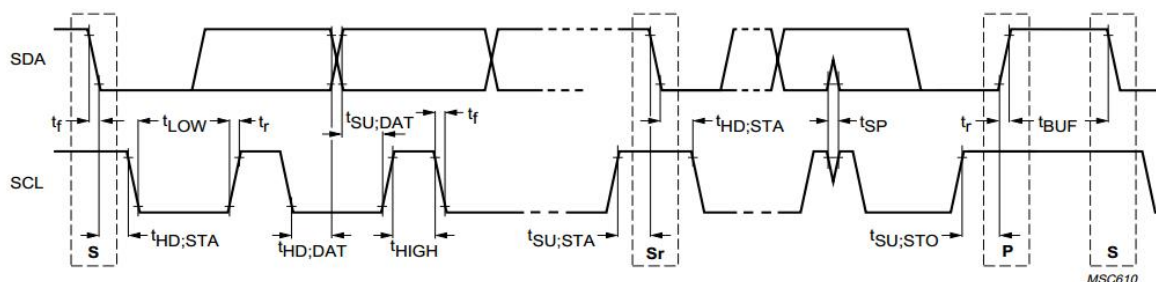 SDA
t_f t_LOW t_r t_SU;DAT t_f t_HD;STA t_SP t_r t_BUF
SCL
t_HD;STA t_HD;DAT t_HIGH t_SU;STA t_SU;STO
S Sr P S
MSC610